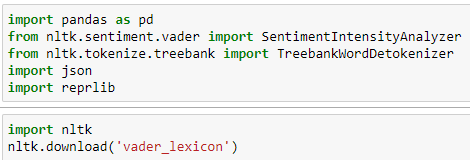 import pandas as pd
from nltk.sentiment.vader import SentimentIntensityAnalyzer
from nltk.tokenize.treebank import TreebankWordDetokenizer
import json
import reprlib
import nltk
nltk.download('vader_lexicon')